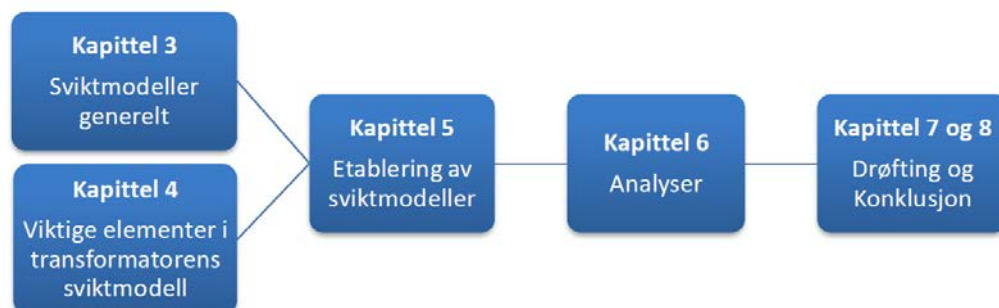 Kapittel 3
Sviktmodeller
generelt
Kapittel 4
Viktige elementer i
transformatorens
sviktmodell
Kapittel 5
Etablering av
sviktmodeller
Kapittel 6
Analyser
Kapittel 7 og 8
Drøfting og
Konklusjon